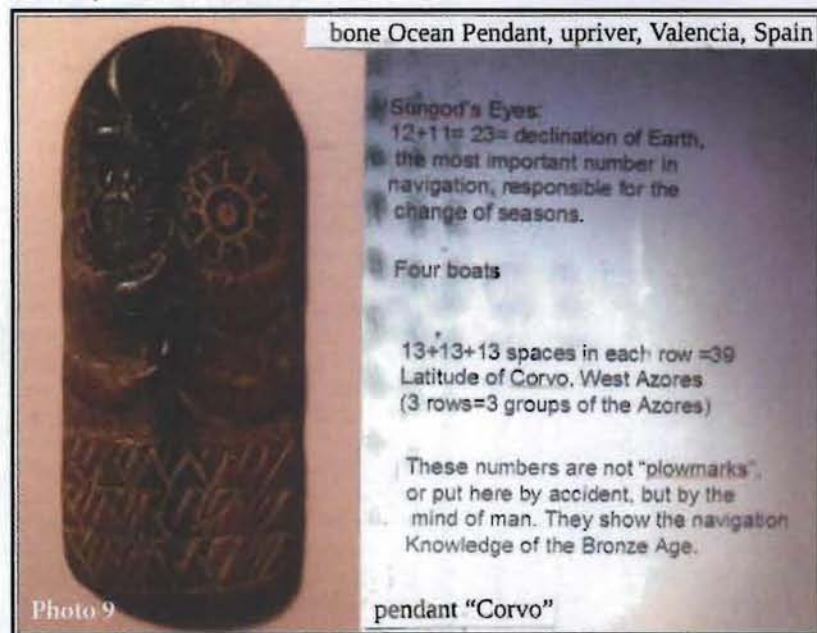 bone Ocean Pendant, upriver, Valencia, Spain
Sungod's Eyes:
12+11= 23= declination of Earth,
the most important number in
navigation, responsible for the
change of seasons.
Four boats
13+13+13 spaces in each row =39
Latitude of Corvo, West Azores
(3 rows=3 groups of the Azores)
These numbers are not "plowmarks",
or put here by accident, but by the
mind of man. They show the navigation
Knowledge of the Bronze Age.
Photo 9
pendant “Corvo”